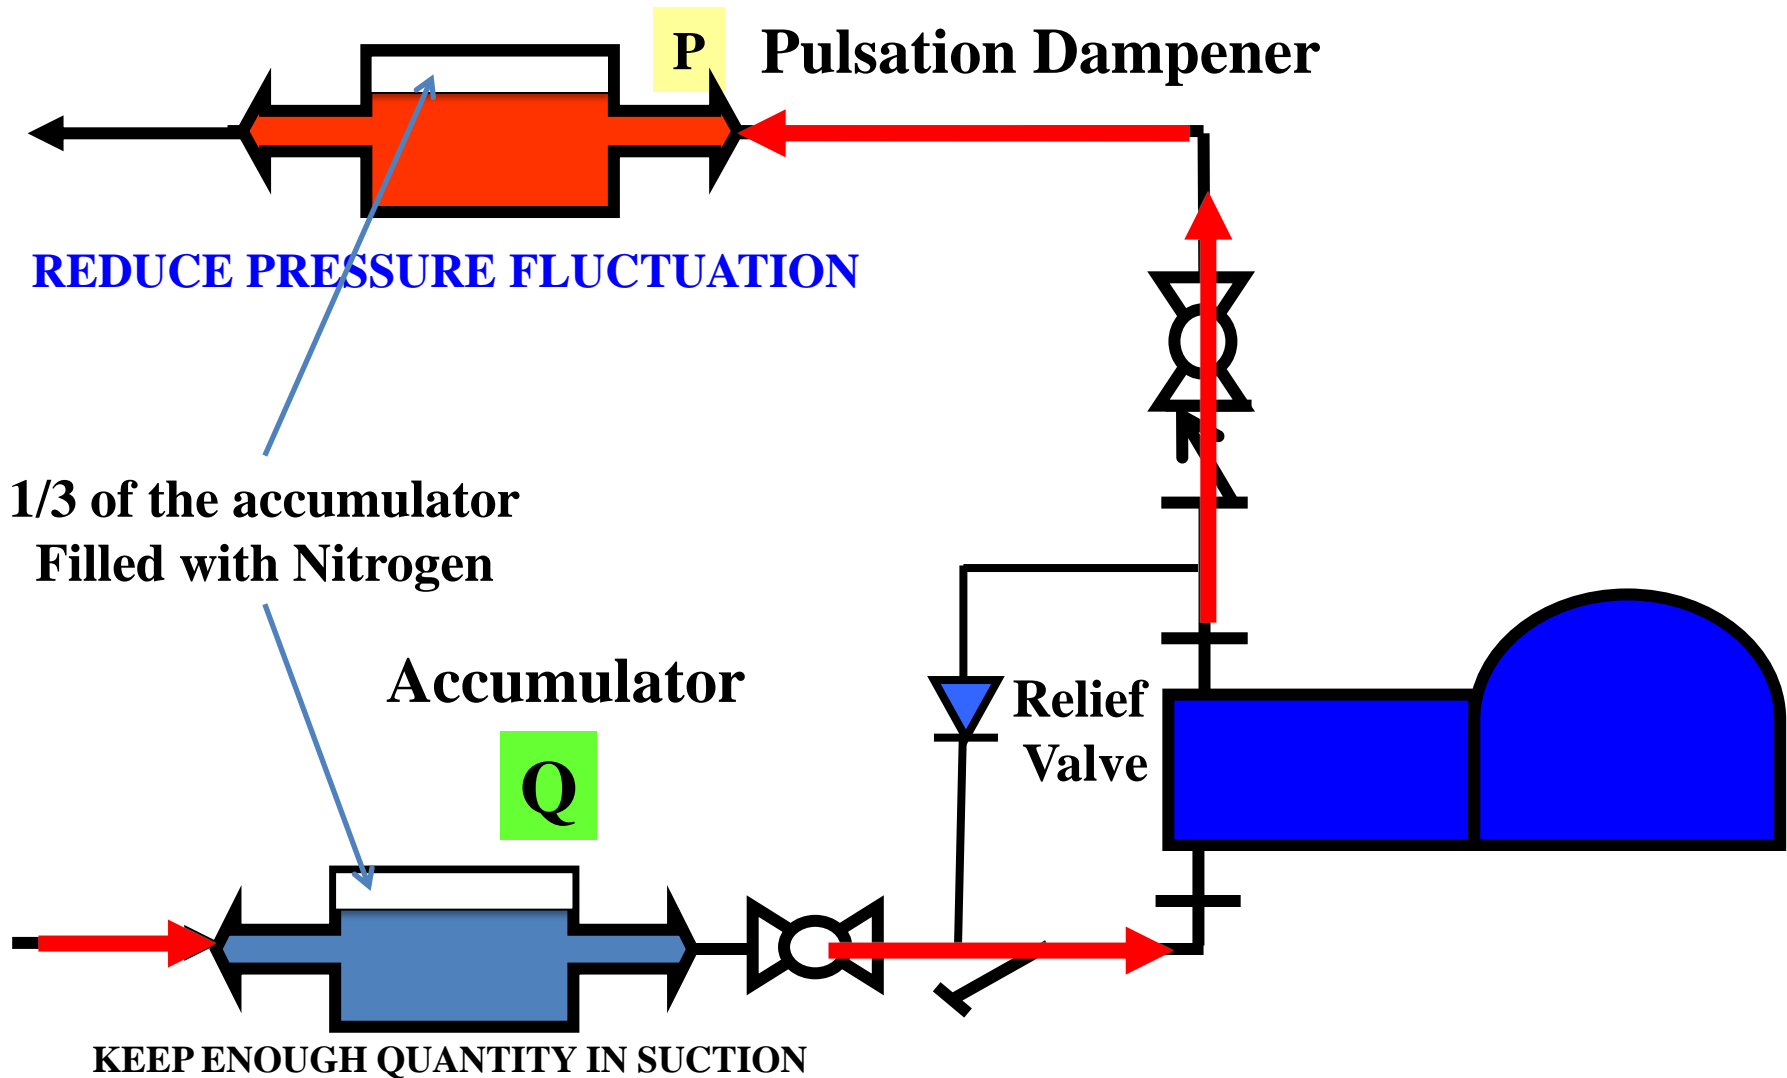 P
Pulsation Dampener
REDUCE PRESSURE FLUCTUATION
1/3 of the accumulator
Filled with Nitrogen
Accumulator
Q
Relief
Valve
KEEP ENOUGH QUANTITY IN SUCTION